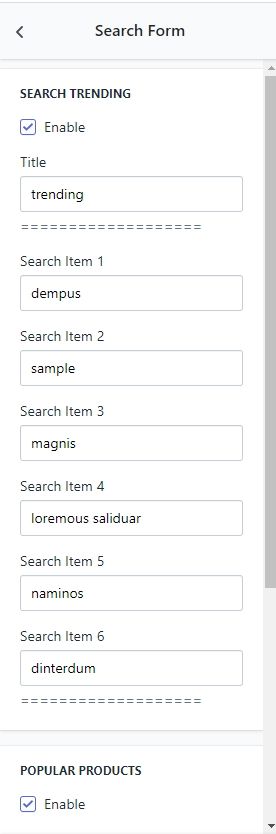 Search Form
SEARCH TRENDING
Enable
Title
trending
===================
Search Item 1
dempus
Search Item 2
sample
Search Item 3
magnis
Search Item 4
loremous saliduar
Search Item 5
naminos
Search Item 6
dinterdum
===================
POPULAR PRODUCTS
Enable